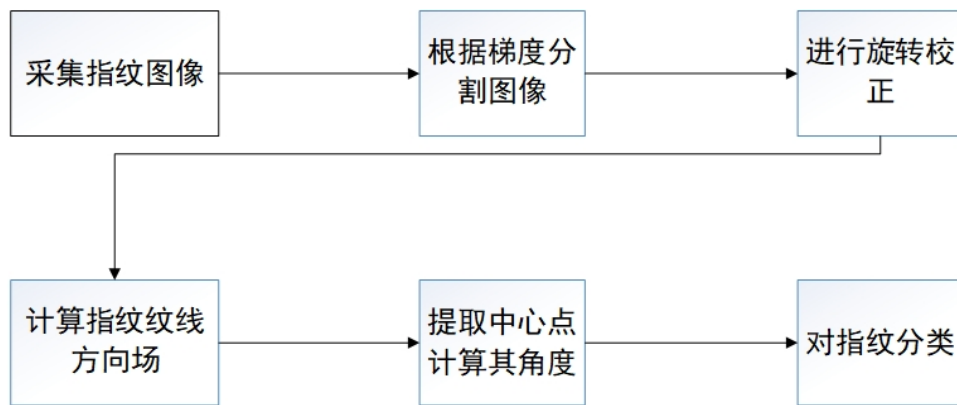 采集指纹图像
根据梯度分
割图像
进行旋转校
正
计算指纹纹线
方向场
提取中心点
计算其角度
对指纹分类